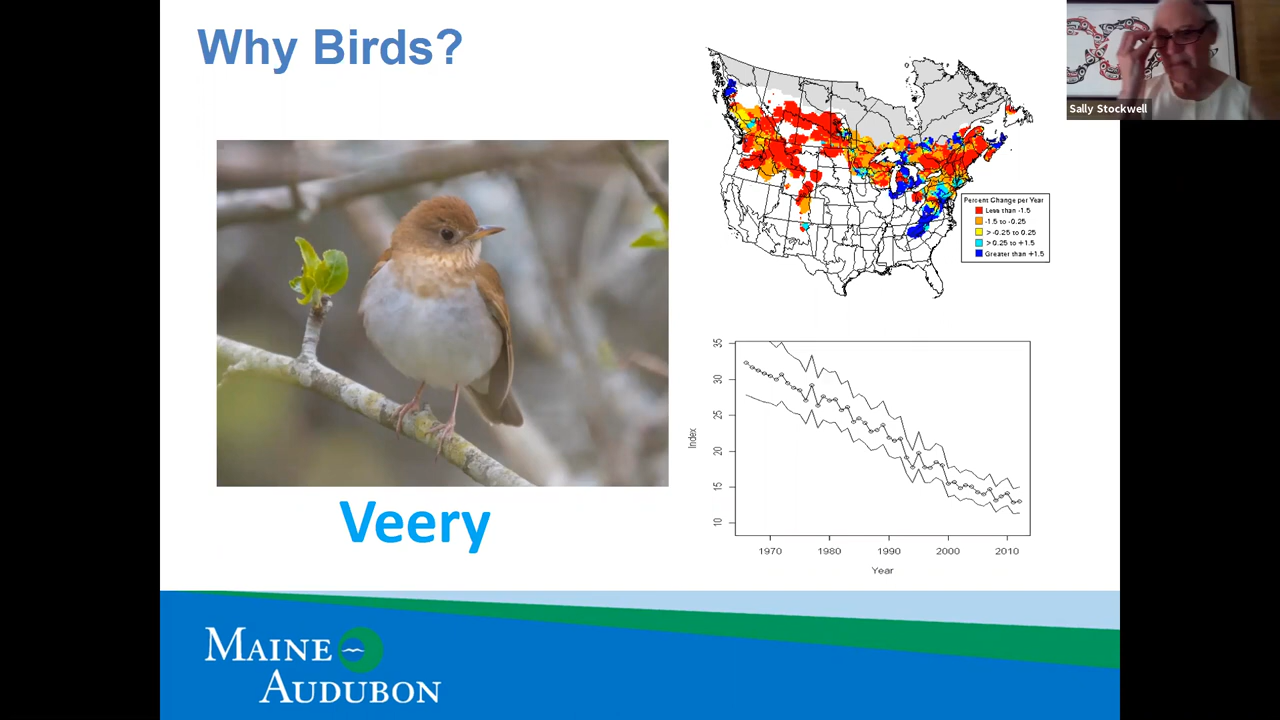 Why Birds?
Sally Stockwell
Percent Change per Year
Less than -1.5
-1.5 to -0.25
> -0.25 to 0.25
> 0.25 to +1.5
Greater than +1.5
Veery
35
30
25
20
15
10
Index
1970 1980 1990 2000 2010
Year
MAINE
AUDUBON